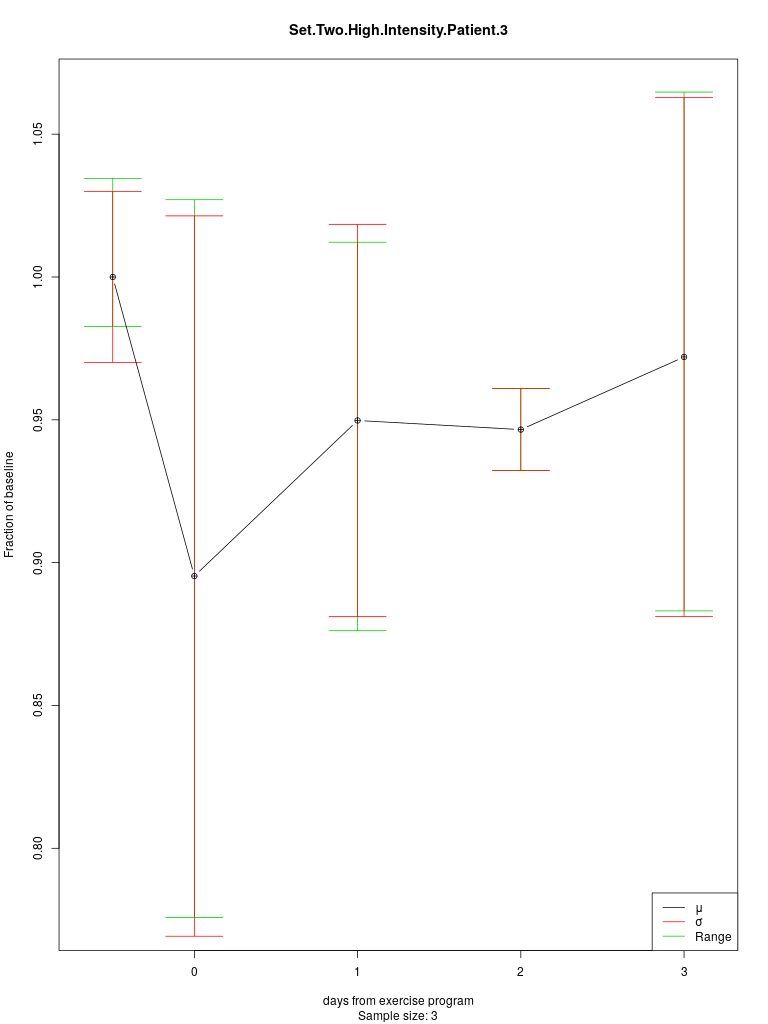 Set.Two.High.Intensity.Patient.3
Fraction of baseline
1.05
1.00
0.95
0.90
0.85
0.80
μ
σ
Range
0 1 2 3
days from exercise program
Sample size: 3